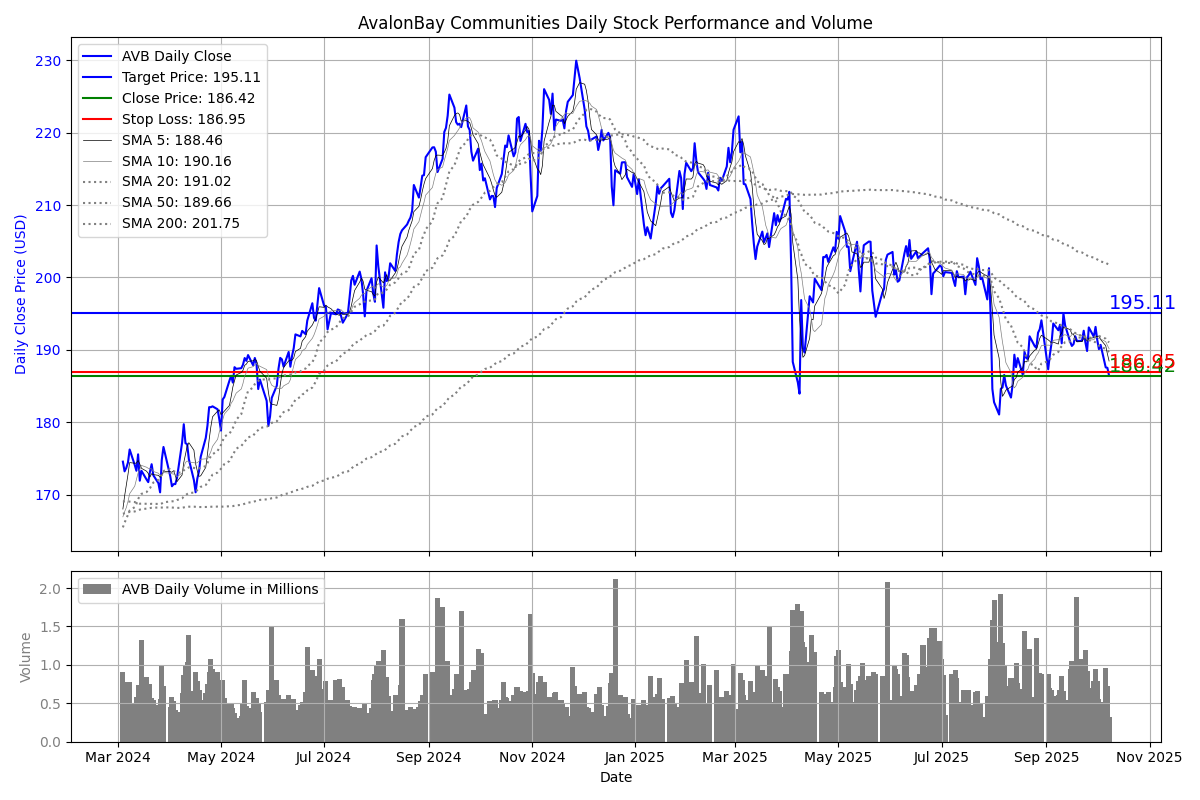 AvalonBay Communities Daily Stock Performance and Volume
AVB Daily Close
Target Price: 195.11
Close Price: 186.42
Stop Loss: 186.95
SMA 5: 188.46
SMA 10: 190.16
SMA 20: 191.02
SMA 50: 189.66
SMA 200: 201.75
Daily Close Price (USD)
230
220
210
200
190
180
170
195.11
186.95
186.42
AVB Daily Volume in Millions
Volume
2.0
1.5
1.0
0.5
0.0
Mar 2024 May 2024 Jul 2024 Sep 2024 Nov 2024 Jan 2025 Mar 2025 May 2025 Jul 2025 Sep 2025 Nov 2025
Date